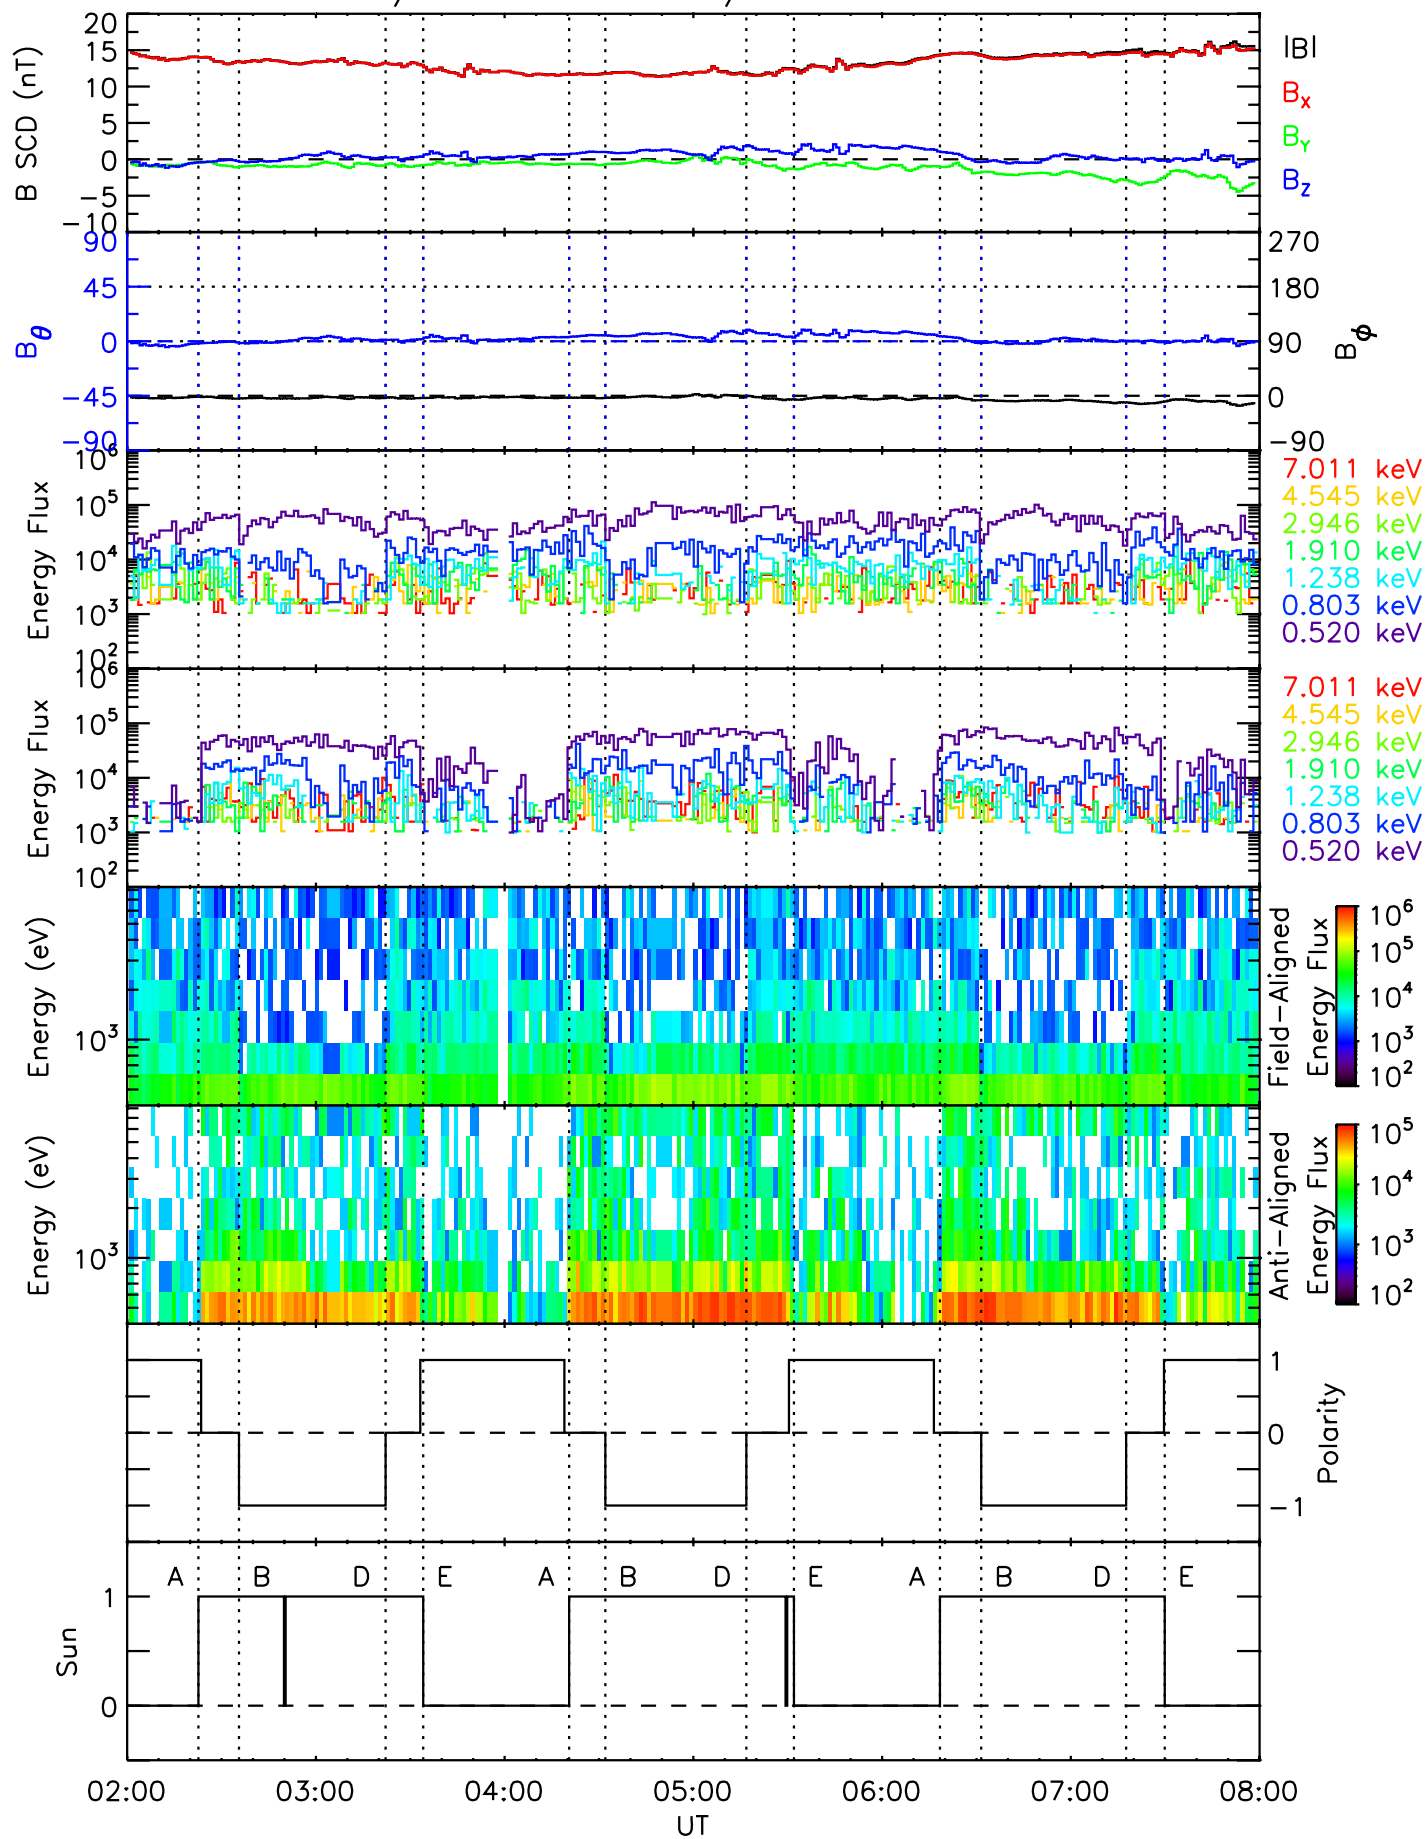 20
15
10
5
0
−5
−10
B SCD (nT)
|B|
BX
BY
BZ
90
45
0
−45
−90
Bθ
270
180
90
0
−90
Bϕ
10^6
10^5
10^4
10^3
10^2
Energy Flux
7.011 keV
4.545 keV
2.946 keV
1.910 keV
1.238 keV
0.803 keV
0.520 keV
10^6
10^5
10^4
10^3
10^2
Energy Flux
7.011 keV
4.545 keV
2.946 keV
1.910 keV
1.238 keV
0.803 keV
0.520 keV
Energy (eV)
10^3
Field−Aligned
Energy Flux
10^6
10^5
10^4
10^3
10^2
Energy (eV)
10^3
Anti−Aligned
Energy Flux
10^5
10^4
10^3
10^2
1
0
−1
Polarity
A B D E A B D E A B D E
1
0
Sun
02:00 03:00 04:00 05:00 06:00 07:00 08:00
UT